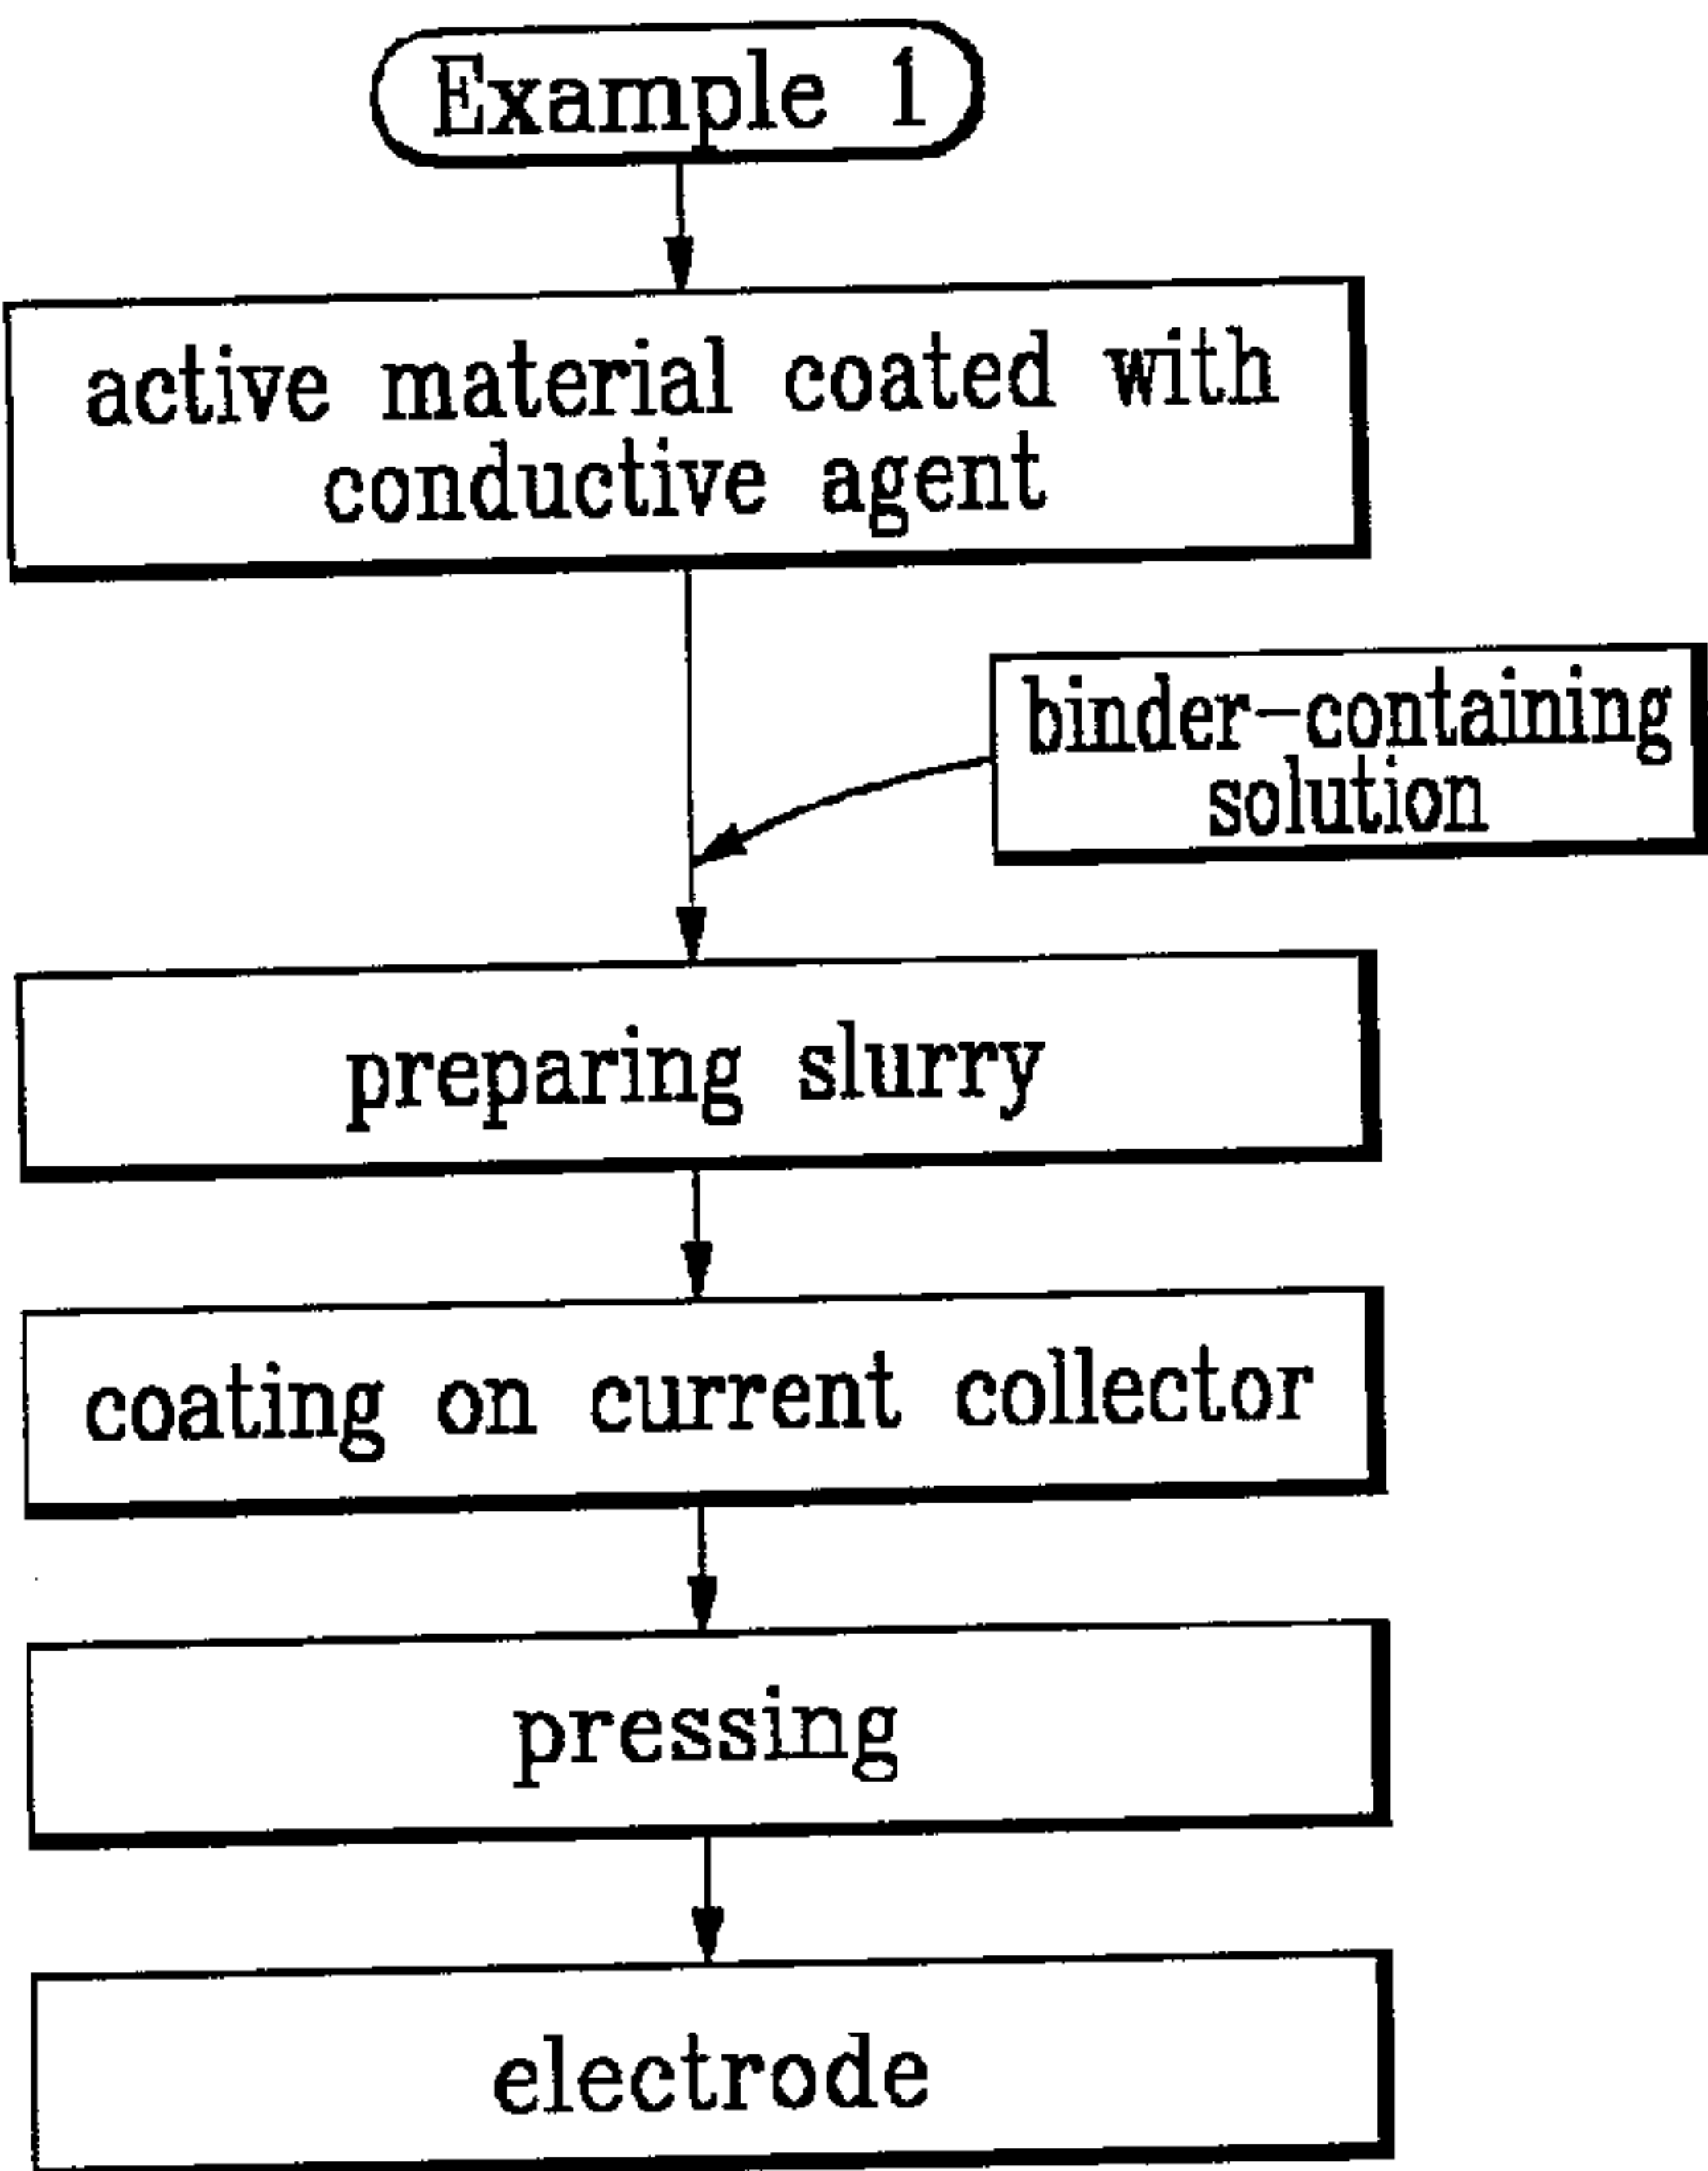 Example 1
active material coated with
conductive agent
binder-containing
solution
preparing slurry
coating on current collector
pressing
electrode